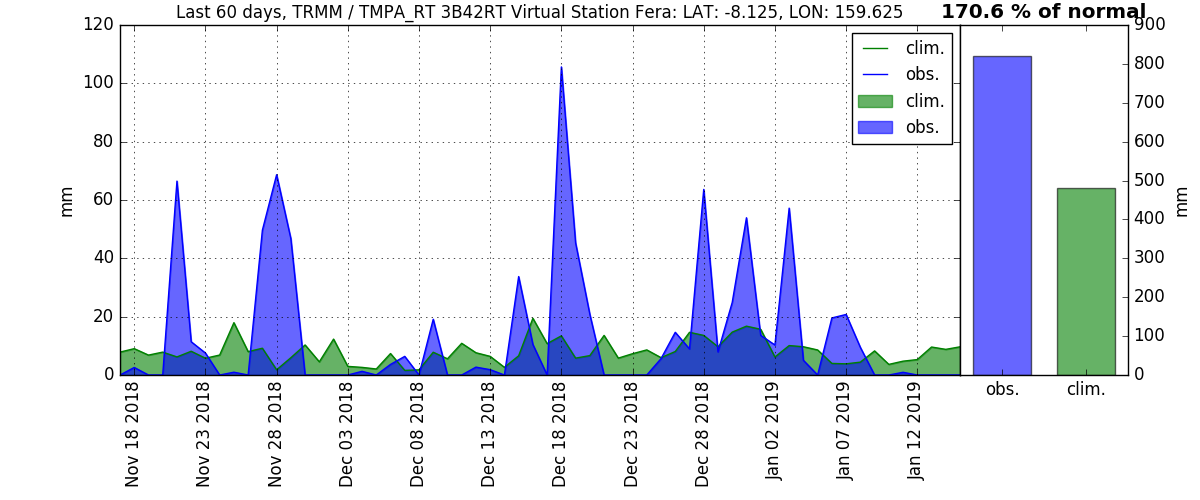 Last 60 days, TRMM / TMPA_RT 3B42RT Virtual Station Fera: LAT: -8.125, LON: 159.625
170.6 % of normal
120
100
80
60
40
20
0
mm
clim.
obs.
clim.
obs.
900
800
700
600
500
400
300
200
100
0
mm
Nov 18 2018
Nov 23 2018
Nov 28 2018
Dec 03 2018
Dec 08 2018
Dec 13 2018
Dec 18 2018
Dec 23 2018
Dec 28 2018
Jan 02 2019
Jan 07 2019
Jan 12 2019
obs.
clim.